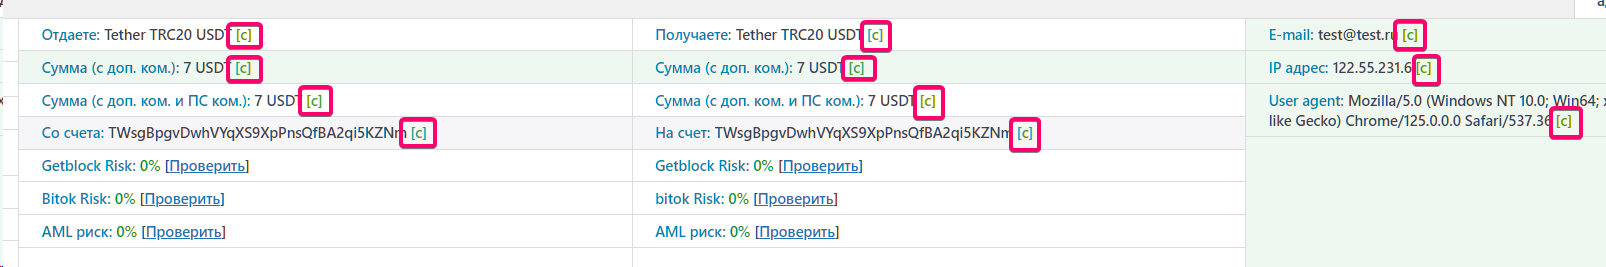 Отдаете: Tether TRC20 USDT [c]
Сумма (с доп. ком.): 7 USDT [c]
Сумма (с доп. ком. и ПС ком.): 7 USDT [c]
Со счета: TWsgBpgvDwhVYqXS9XpPnsQfBA2qi5KZNm [c]
Getblock Risk: 0% [Проверить]
Bitok Risk: 0% [Проверить]
AML риск: 0% [Проверить]
Получаете: Tether TRC20 USDT [c]
Сумма (с доп. ком.): 7 USDT [c]
Сумма (с доп. ком. и ПС ком.): 7 USDT [c]
На счет: TWsgBpgvDwhVYqXS9XpPnsQfBA2qi5KZNm [c]
Getblock Risk: 0% [Проверить]
bitok Risk: 0% [Проверить]
AML риск: 0% [Проверить]
E-mail: test@test.ru [c]
IP адрес: 122.55.231.6 [c]
User agent: Mozilla/5.0 (Windows NT 10.0; Win64;
like Gecko) Chrome/125.0.0.0 Safari/537.36 [c]